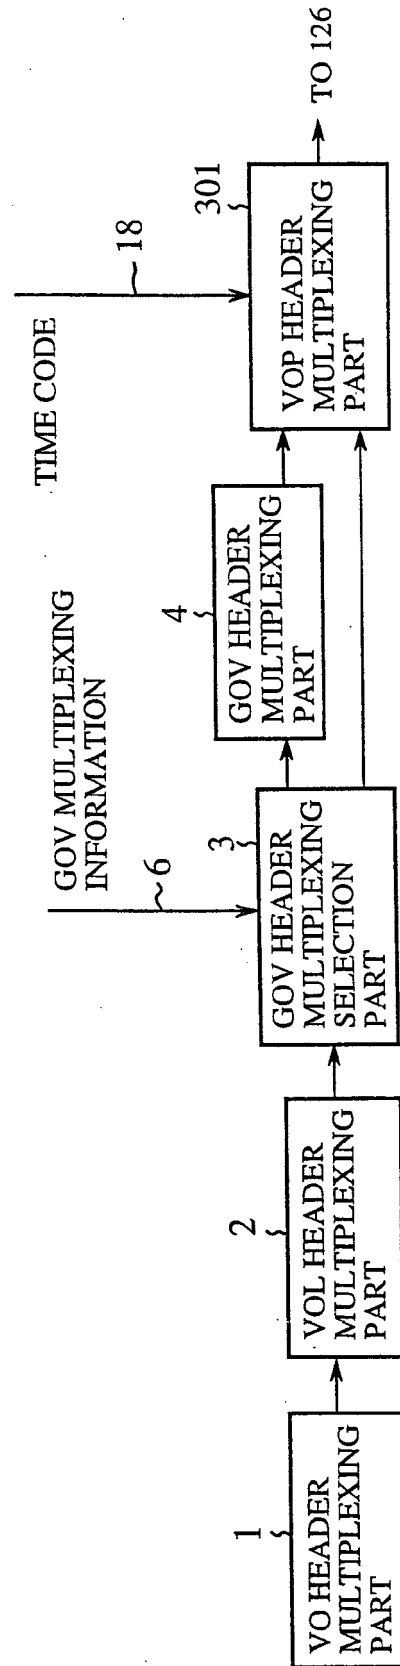 1
VO HEADER
MULTIPLEXING
PART
2
VOL HEADER
MULTIPLEXING
PART
GOV MULTIPLEXING
INFORMATION
6
3
GOV HEADER
MULTIPLEXING
SELECTION
PART
4
GOV HEADER
MULTIPLEXING
PART
TIME CODE
18
301
VOP HEADER
MULTIPLEXING
PART
TO 126